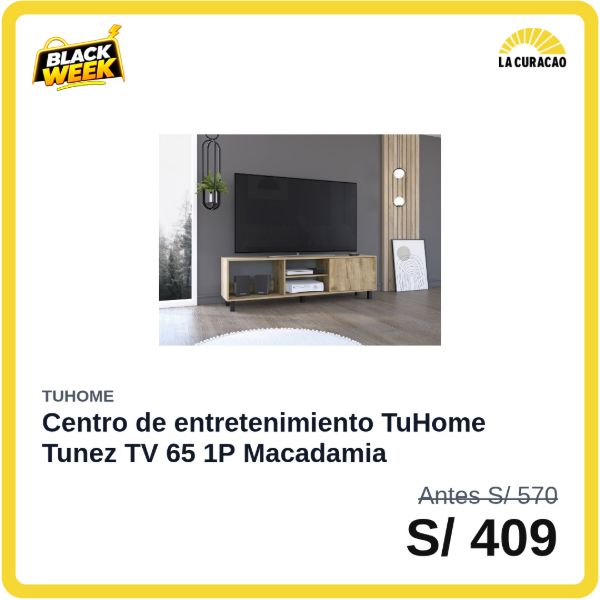 BLACK
WEEK
LA CURACAO
TUHOME
Centro de entretenimiento TuHome
Tunez TV 65 1P Macadamia
Antes S/ 570
S/ 409